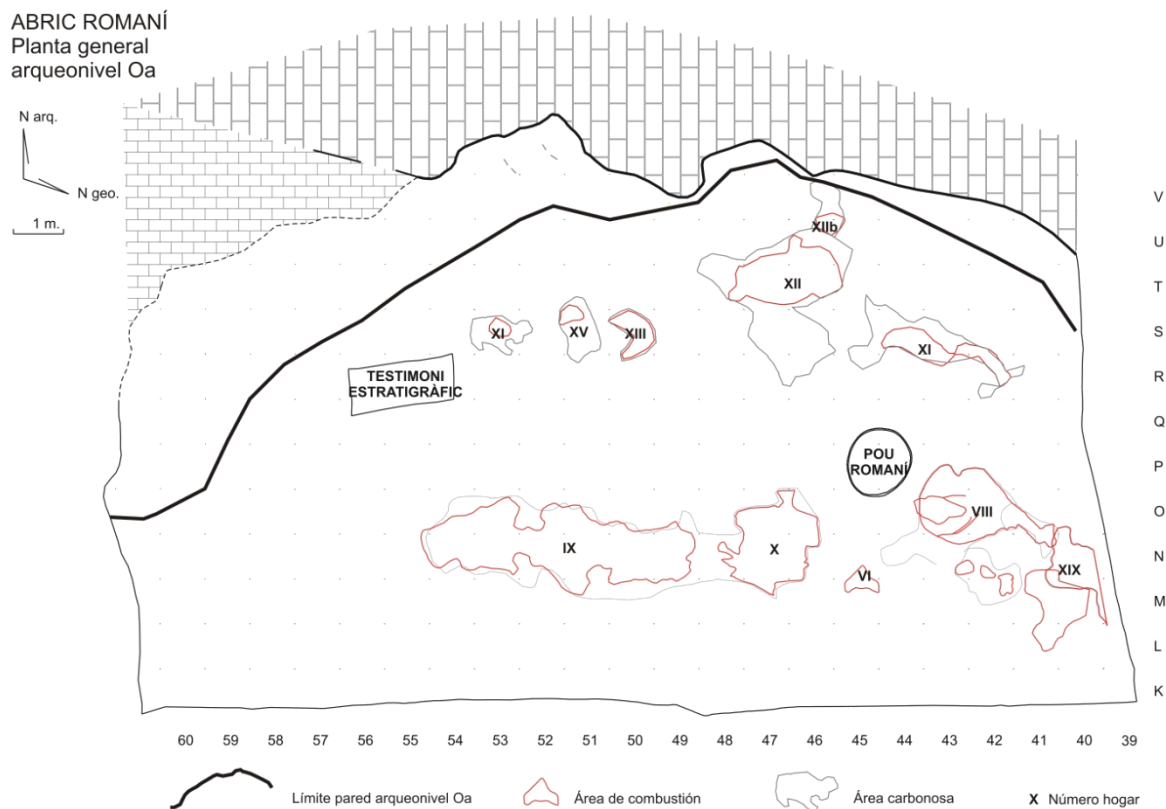 ABRIC ROMANÍ
Planta general
arqueonivel Oa
N arq.
N geo.
1 m.
V
U
T
S
R
Q
P
O
N
M
L
K
XIIb
XII
XI
XV
XIII
XI
TESTIMONI
ESTRATIGRÀFIC
POU
ROMANÍ
VIII
IX
X
VI
XIX
60 59 58 57 56 55 54 53 52 51 50 49 48 47 46 45 44 43 42 41 40 39
Límite pared arqueonivel Oa
Área de combustión
Área carbonosa
X Número hogar